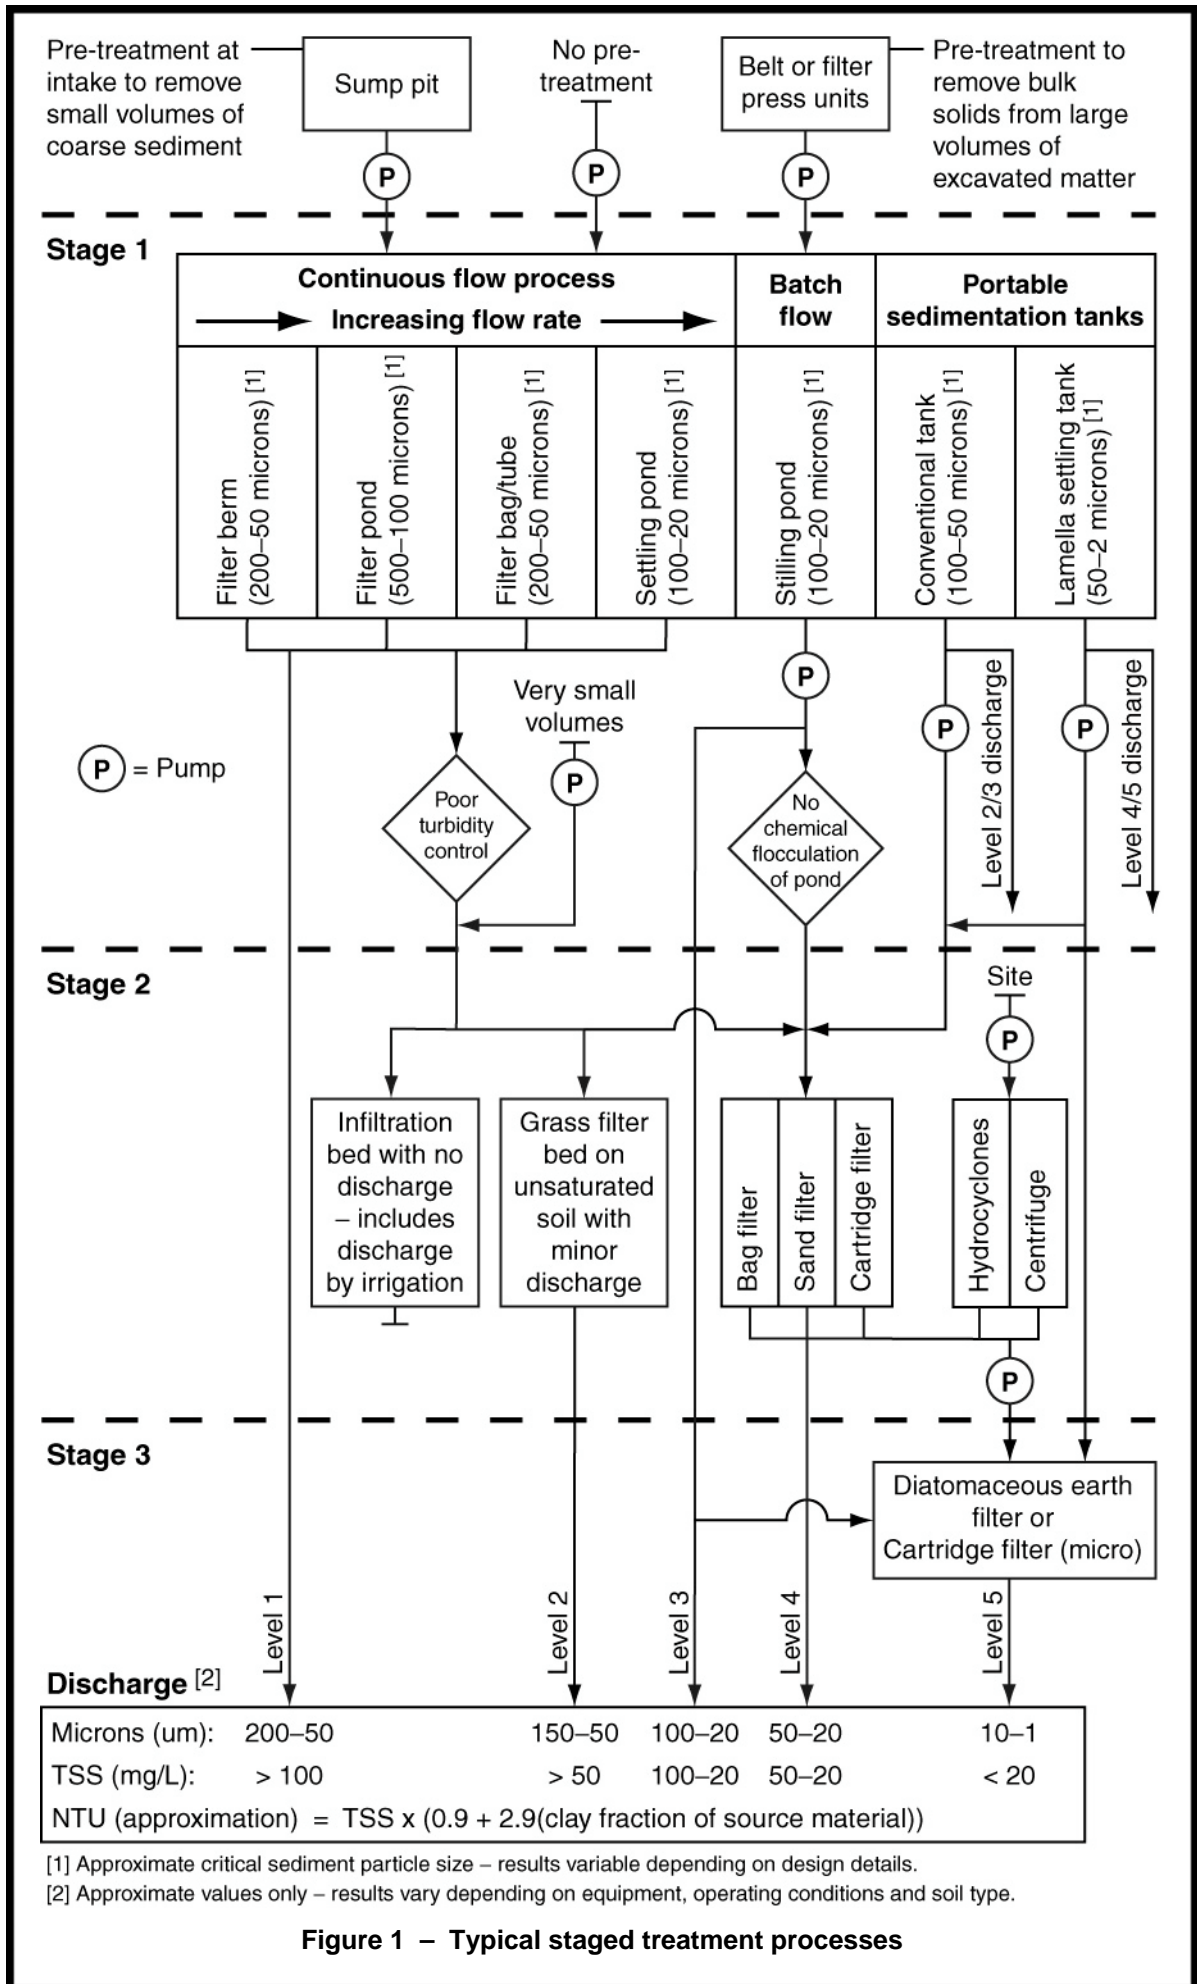 Pre-treatment at
intake to remove
small volumes of
coarse sediment
Sump pit
No pre-
treatment
Belt or filter
press units
Pre-treatment to
remove bulk
solids from large
volumes of
excavated matter
P
P
P
Stage 1
Continuous flow process
Increasing flow rate
Batch
flow
Portable
sedimentation tanks
Filter berm
(200–50 microns) [1]
Filter pond
(500–100 microns) [1]
Filter bag/tube
(200–50 microns) [1]
Settling pond
(100–20 microns) [1]
Stilling pond
(100–20 microns) [1]
Conventional tank
(100–50 microns) [1]
Lamella settling tank
(50–2 microns) [1]
P = Pump
Very small
volumes
P
P
P
P
Level 2/3 discharge
Level 4/5 discharge
Poor
turbidity
control
No
chemical
flocculation
of pond
Stage 2
Site
P
Infiltration
bed with no
discharge
– includes
discharge
by irrigation
Grass filter
bed on
unsaturated
soil with
minor
discharge
Bag filter
Sand filter
Cartridge filter
Hydrocyclones
Centrifuge
P
Stage 3
Diatomaceous earth
filter or
Cartridge filter (micro)
Level 1
Level 2
Level 3
Level 4
Level 5
Discharge [2]
Microns (um): 200–50 150–50 100–20 50–20 10–1
TSS (mg/L): > 100 > 50 100–20 50–20 < 20
NTU (approximation) = TSS x (0.9 + 2.9(clay fraction of source material))
[1] Approximate critical sediment particle size – results variable depending on design details.
[2] Approximate values only – results vary depending on equipment, operating conditions and soil type.
Figure 1 – Typical staged treatment processes